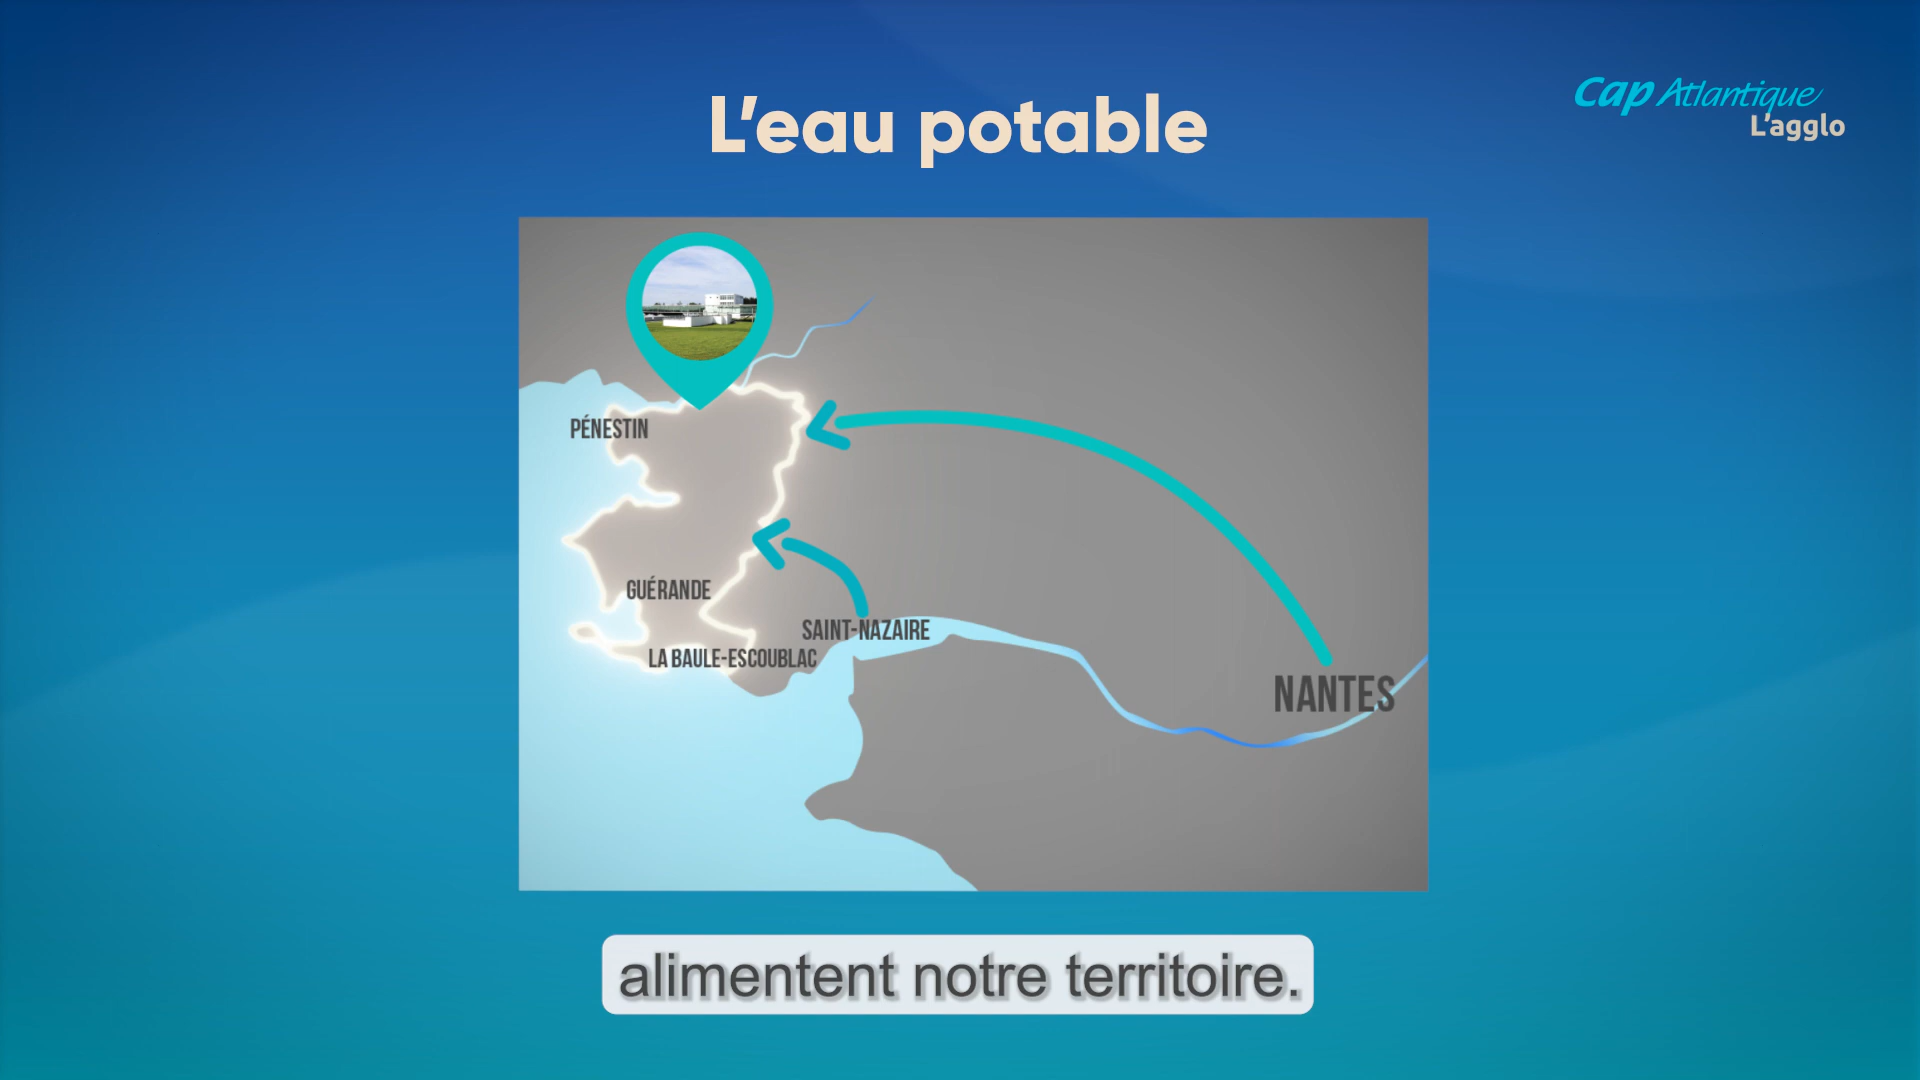 L'eau potable
Cap Atlantique
L'agglo
PÉNESTIN
GUÉRANDE
SAINT-NAZAIRE
LA BAULE-ESCOUBLAC
NANTES
alimentent notre territoire.